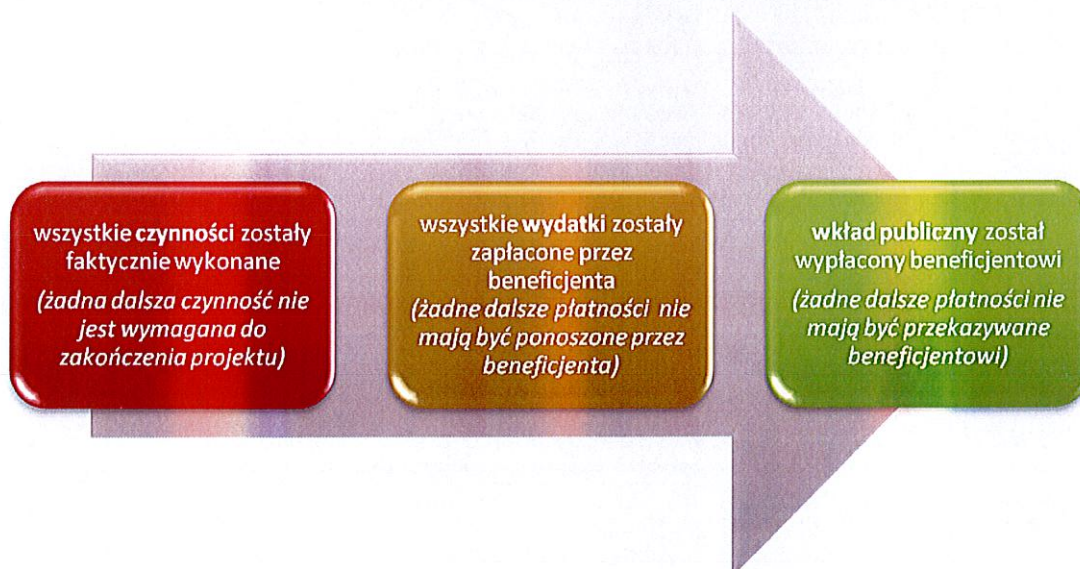 wszystkie czynności zostały
faktycznie wykonane
(żadna dalsza czynność nie
jest wymagana do
zakończenia projektu)
wszystkie wydatki zostały
zapłacone przez
beneficjenta
(żadne dalsze płatności nie
mają być ponoszone przez
beneficjenta)
wkład publiczny został
wypłacony beneficjentowi
(żadne dalsze płatności nie
mają być przekazywane
beneficjentowi)